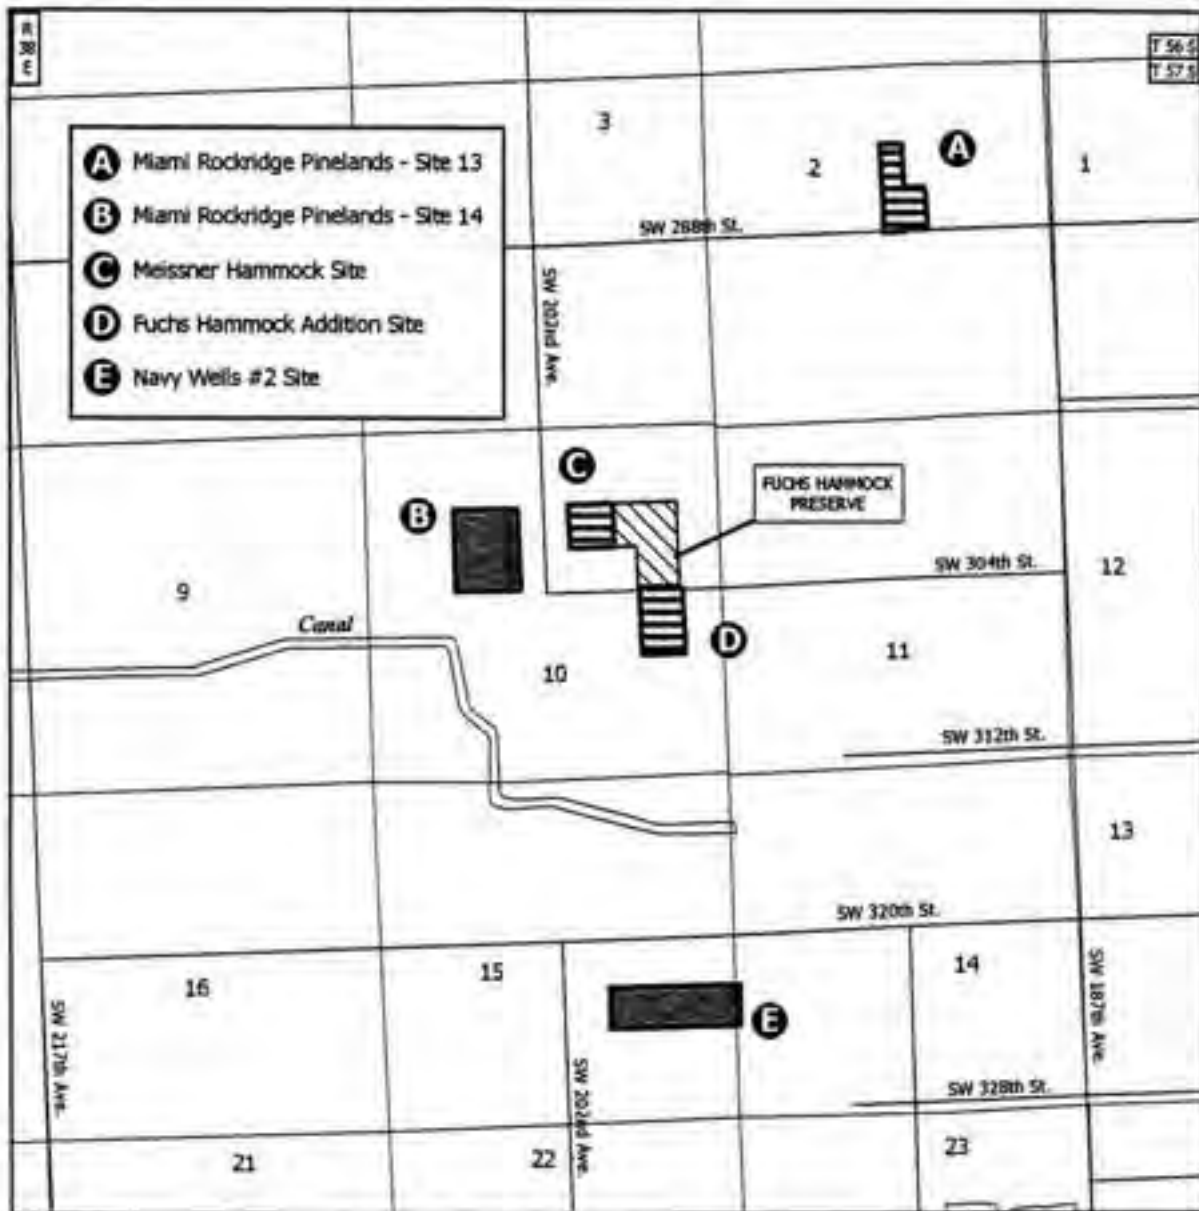 R
38
E
T 56 S
T 57 S
3
2
A
1
A Miami Rockridge Pinelands - Site 13
B Miami Rockridge Pinelands - Site 14
C Meissner Hammock Site
D Fuchs Hammock Addition Site
E Navy Wells #2 Site
SW 288th St.
SW 202nd Ave.
C
B
FUCHS HAMMOCK
PRESERVE
SW 304th St.
12
9
Canal
D
11
10
SW 312th St.
13
SW 320th St.
16
15
14
E
SW 217th Ave.
SW 202nd Ave.
SW 187th Ave.
SW 328th St.
21
22
23